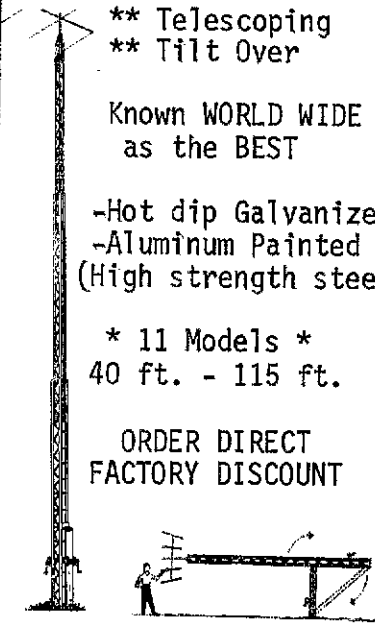 ** Telescoping
** Tilt Over
Known WORLD WIDE
as the BEST
-Hot dip Galvanize
-Aluminum Painted
(High strength stee
* 11 Models *
40 ft. - 115 ft.
ORDER DIRECT
FACTORY DISCOUNT